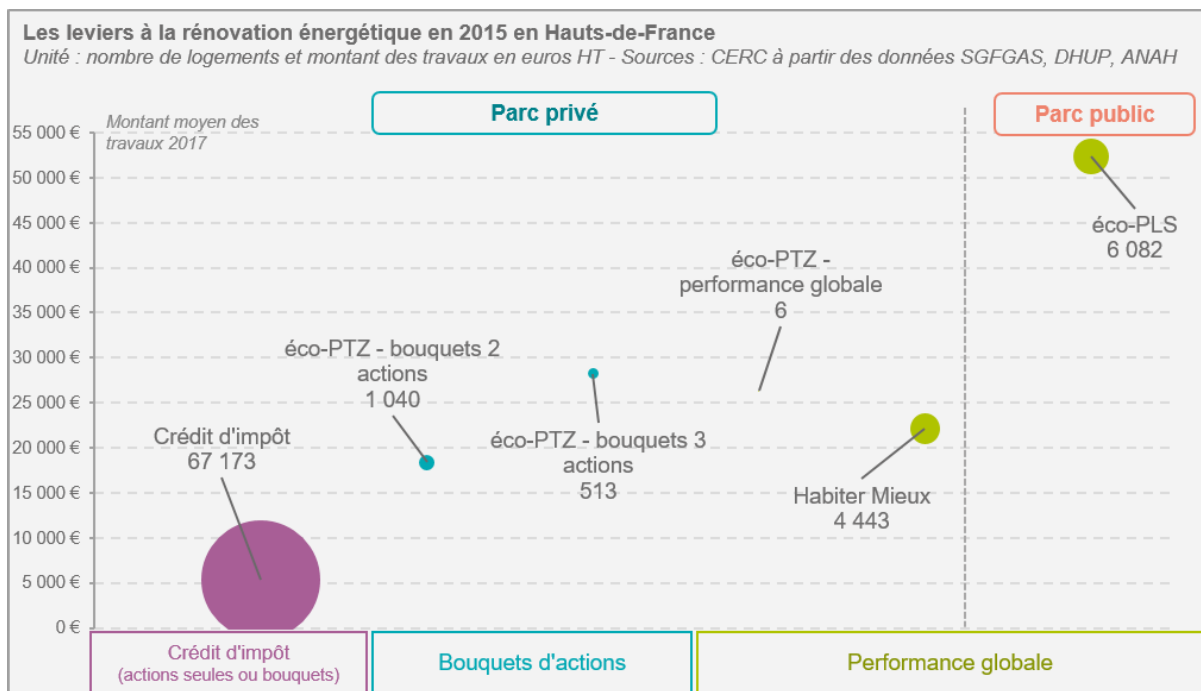 Les leviers à la rénovation énergétique en 2015 en Hauts-de-France
Unité : nombre de logements et montant des travaux en euros HT - Sources : CERC à partir des données SGFGAS, DHUP, ANAH
Parc privé
Parc public
Montant moyen des
travaux 2017
55 000 €
50 000 €
45 000 €
40 000 €
35 000 €
30 000 €
25 000 €
20 000 €
15 000 €
10 000 €
5 000 €
0 €
Crédit d'impôt
67 173
éco-PTZ - bouquets 2
actions
1 040
éco-PTZ - bouquets 3
actions
513
éco-PTZ -
performance globale
6
Habiter Mieux
4 443
éco-PLS
6 082
Crédit d'impôt
(actions seules ou bouquets)
Bouquets d'actions
Performance globale